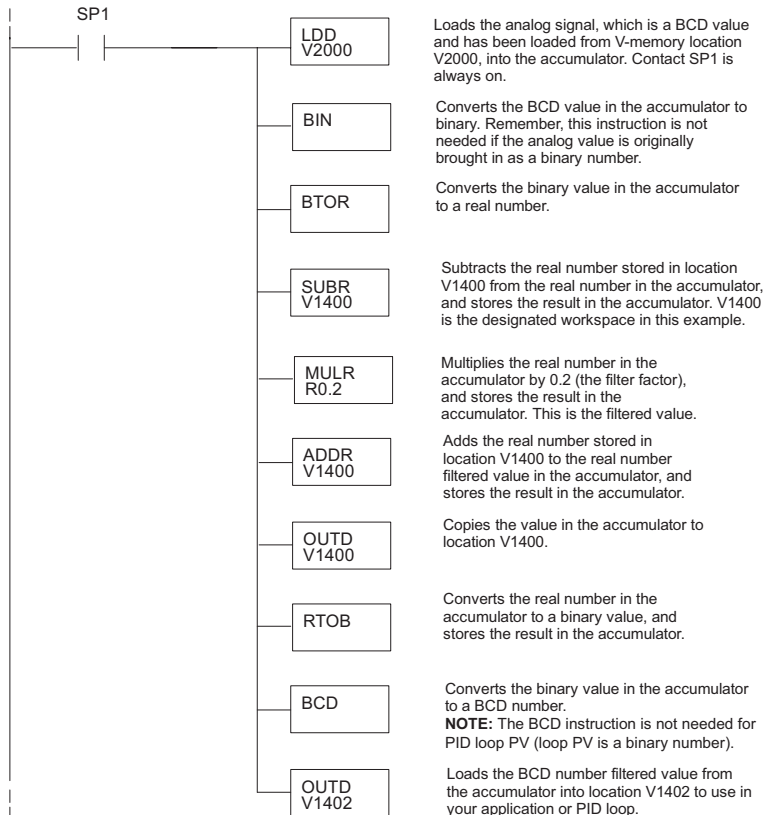 SP1
LDD
V2000
Loads the analog signal, which is a BCD value
and has been loaded from V-memory location
V2000, into the accumulator. Contact SP1 is
always on.
BIN
Converts the BCD value in the accumulator to
binary. Remember, this instruction is not
needed if the analog value is originally
brought in as a binary number.
BTOR
Converts the binary value in the accumulator
to a real number.
SUBR
V1400
Subtracts the real number stored in location
V1400 from the real number in the accumulator,
and stores the result in the accumulator. V1400
is the designated workspace in this example.
MULR
R0.2
Multiplies the real number in the
accumulator by 0.2 (the filter factor),
and stores the result in the
accumulator. This is the filtered value.
ADDR
V1400
Adds the real number stored in
location V1400 to the real number
filtered value in the accumulator, and
stores the result in the accumulator.
OUTD
V1400
Copies the value in the accumulator to
location V1400.
RTOB
Converts the real number in the
accumulator to a binary value, and
stores the result in the accumulator.
BCD
Converts the binary value in the accumulator
to a BCD number.
NOTE: The BCD instruction is not needed for
PID loop PV (loop PV is a binary number).
OUTD
V1402
Loads the BCD number filtered value from
the accumulator into location V1402 to use in
your application or PID loop.